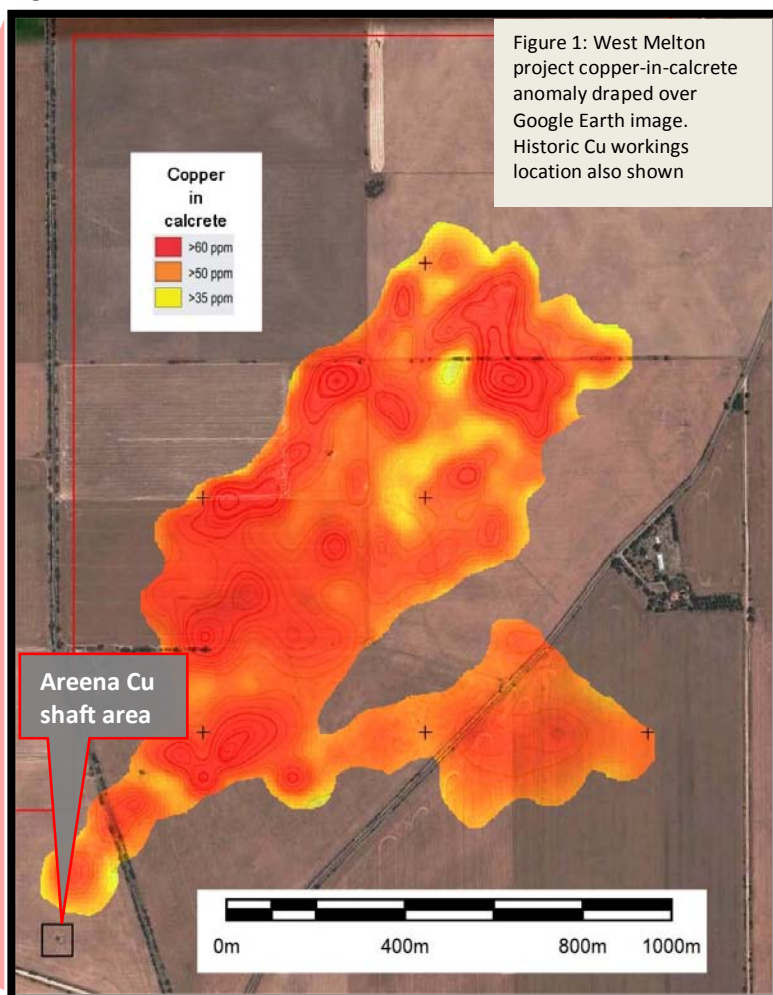 Figure 1: West Melton
project copper-in-calcrete
anomaly draped over
Google Earth image.
Historic Cu workings
location also shown
Copper
in
calcrete
>60 ppm
>50 ppm
>35 ppm
Areena Cu
shaft area
0m 400m 800m 1000m